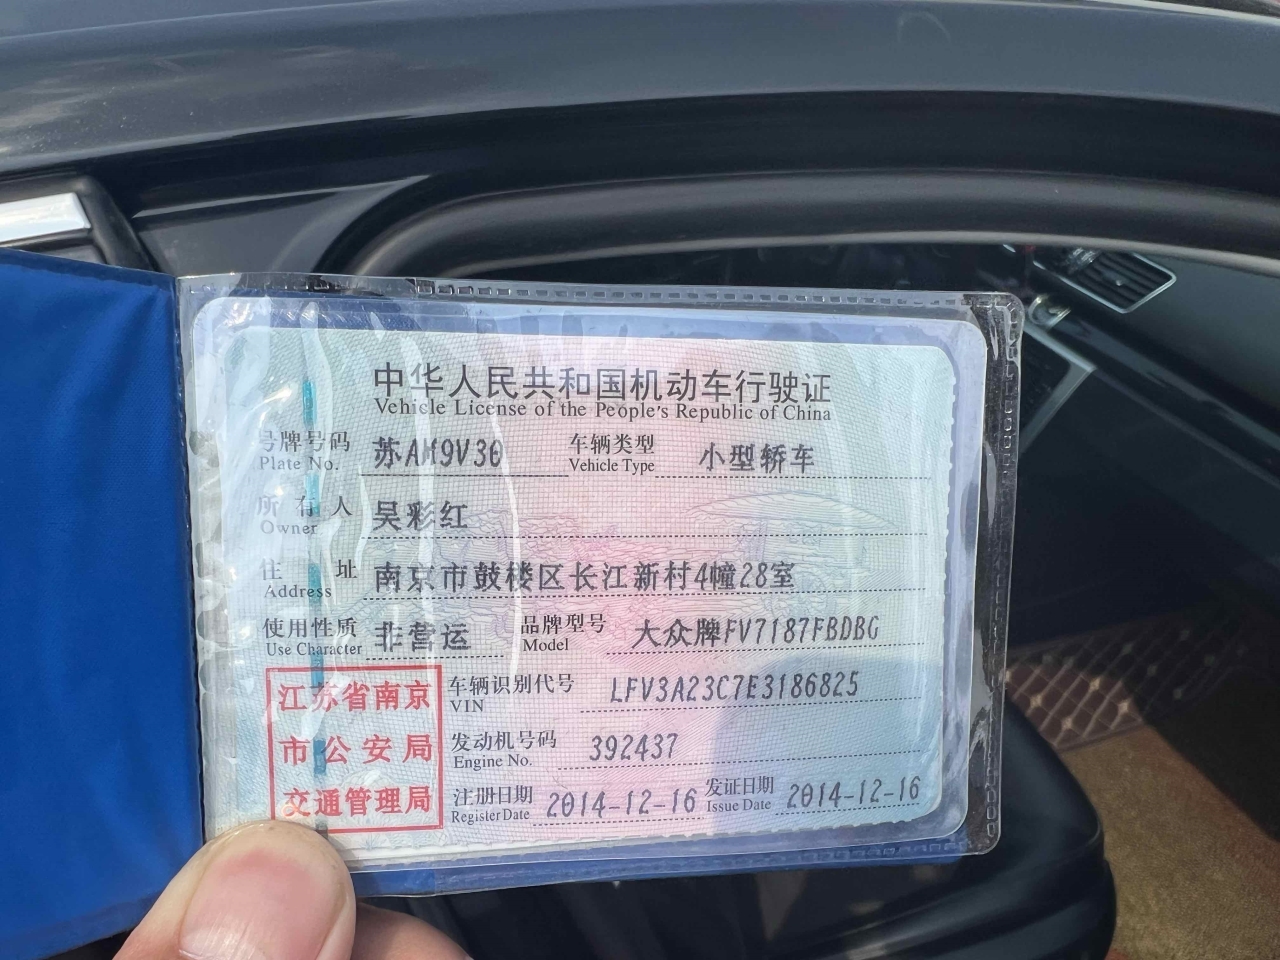 中华人民共和国机动车行驶证
Vehicle License of the People's Republic of China
号牌号码 苏AM9V30 车辆类型 小型轿车
Plate No. Vehicle Type
所有人 吴彩红
Owner
住址 南京市鼓楼区长江新村4幢28室
Address
使用性质 非营运 品牌型号 大众牌FV7187FBDBG
Use Character Model
江苏省南京
市公安局
交通管理局
车辆识别代号 LFV3A23C7E3186825
VIN
发动机号码 392437
Engine No.
注册日期 2014-12-16 发证日期 2014-12-16
Register Date Issue Date